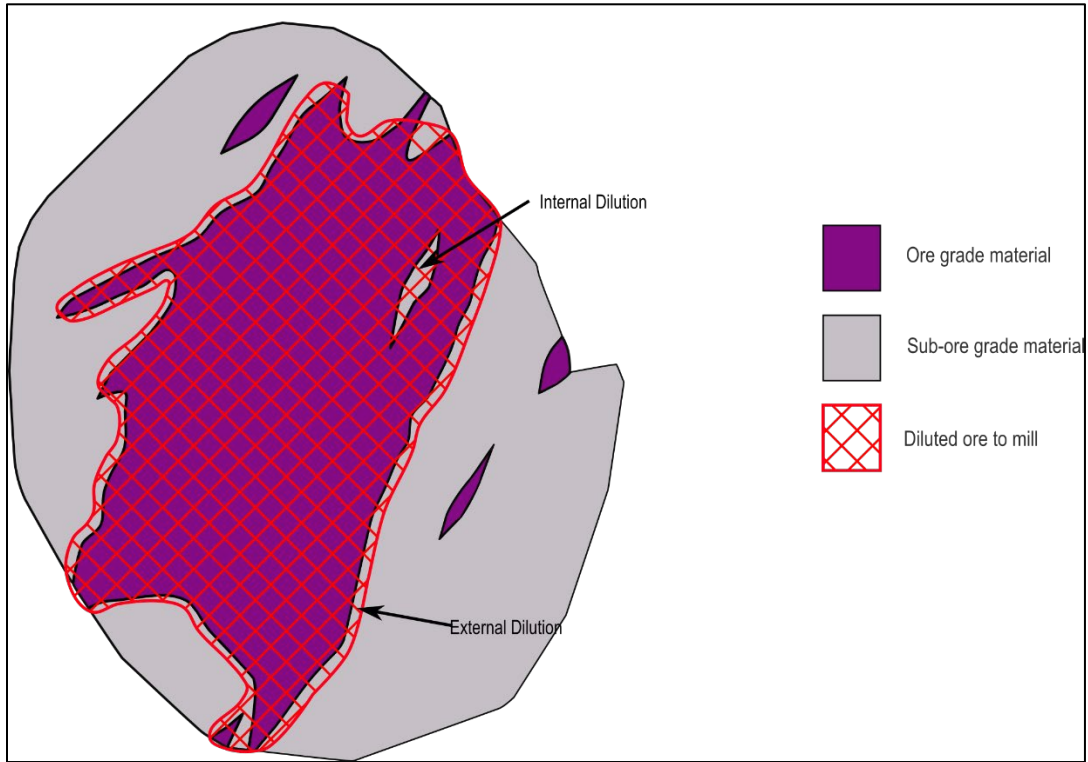 Internal Dilution
Ore grade material
Sub-ore grade material
Diluted ore to mill
External Dilution